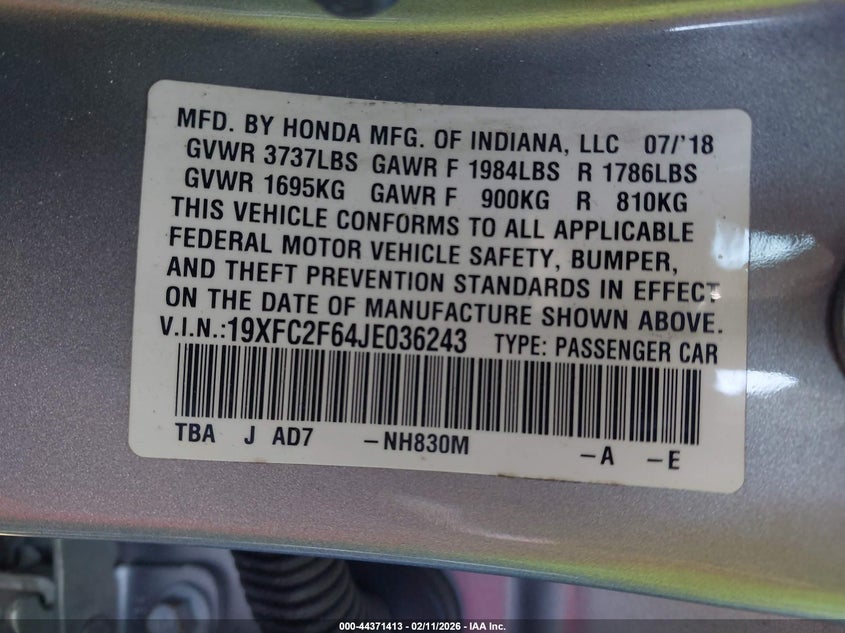 MFD. BY HONDA MFG. OF INDIANA, LLC 07/'18
GVWR 3737LBS GAWR F 1984LBS R 1786LBS
GVWR 1695KG GAWR F 900KG R 810KG
THIS VEHICLE CONFORMS TO ALL APPLICABLE
FEDERAL MOTOR VEHICLE SAFETY, BUMPER,
AND THEFT PREVENTION STANDARDS IN EFFECT
ON THE DATE OF MANUFACTURE SHOWN ABOVE.
V.I.N.:19XFC2F64JE036243 TYPE: PASSENGER CAR
TBA J AD7 –NH830M –A –E
000-44371413 - 02/11/2026 - IAA Inc.